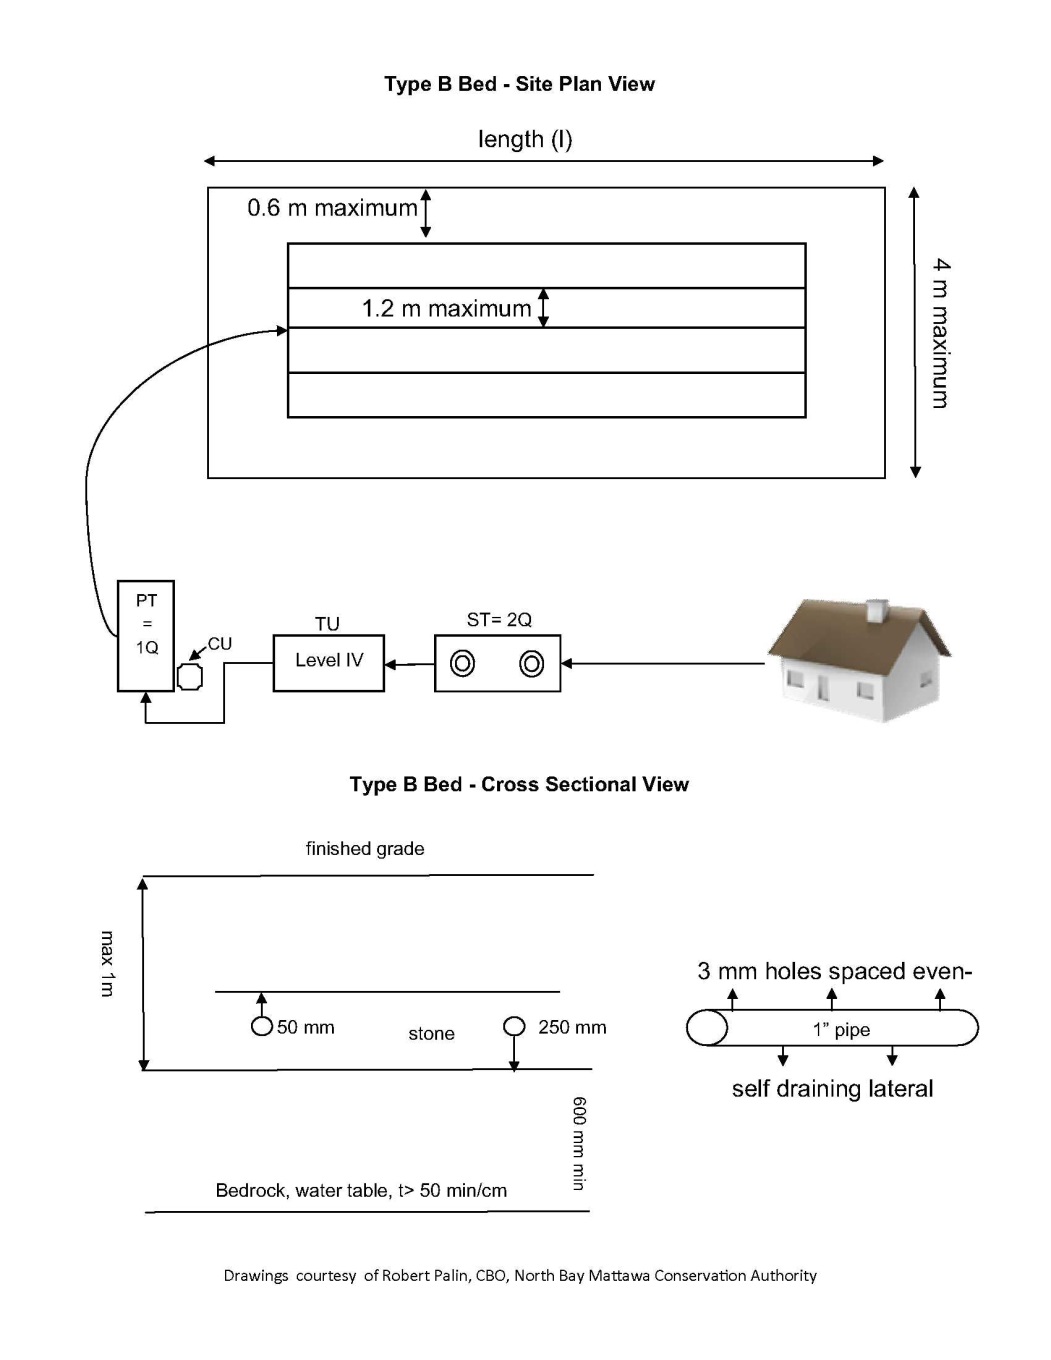 Type B Bed - Site Plan View
length (l)
0.6 m maximum
1.2 m maximum
4 m maximum
PT
=
1Q
CU
TU
Level IV
ST= 2Q
Type B Bed - Cross Sectional View
finished grade
max 1m
50 mm
stone
250 mm
600 mm min
Bedrock, water table, t> 50 min/cm
3 mm holes spaced even-
1” pipe
self draining lateral
Drawings courtesy of Robert Palin, CBO, North Bay Mattawa Conservation Authority